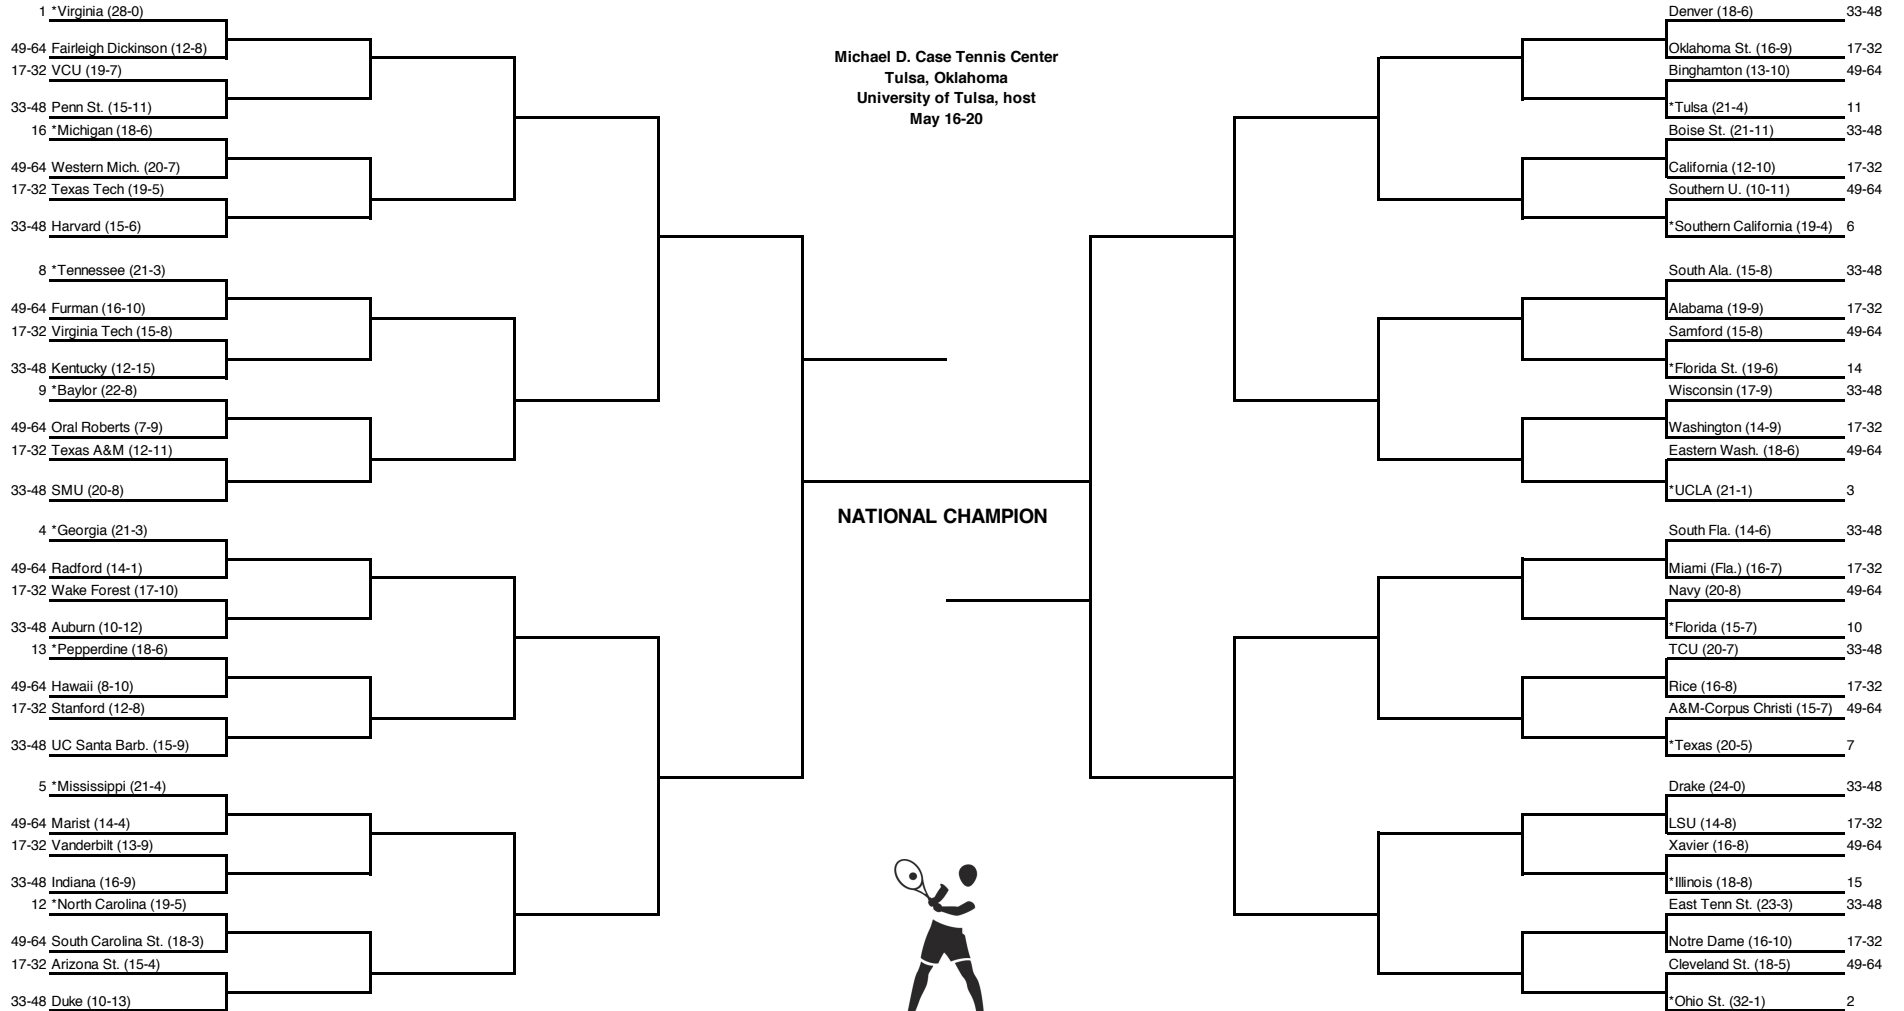 1 *Virginia (28-0)
49-64 Fairleigh Dickinson (12-8)
17-32 VCU (19-7)
33-48 Penn St. (15-11)
16 *Michigan (18-6)
49-64 Western Mich. (20-7)
17-32 Texas Tech (19-5)
33-48 Harvard (15-6)
8 *Tennessee (21-3)
49-64 Furman (16-10)
17-32 Virginia Tech (15-8)
33-48 Kentucky (12-15)
9 *Baylor (22-8)
49-64 Oral Roberts (7-9)
17-32 Texas A&M (12-11)
33-48 SMU (20-8)
4 *Georgia (21-3)
49-64 Radford (14-1)
17-32 Wake Forest (17-10)
33-48 Auburn (10-12)
13 *Pepperdine (18-6)
49-64 Hawaii (8-10)
17-32 Stanford (12-8)
33-48 UC Santa Barb. (15-9)
5 *Mississippi (21-4)
49-64 Marist (14-4)
17-32 Vanderbilt (13-9)
33-48 Indiana (16-9)
12 *North Carolina (19-5)
49-64 South Carolina St. (18-3)
17-32 Arizona St. (15-4)
33-48 Duke (10-13)
Michael D. Case Tennis Center
Tulsa, Oklahoma
University of Tulsa, host
May 16-20
NATIONAL CHAMPION
Denver (18-6) 33-48
Oklahoma St. (16-9) 17-32
Binghamton (13-10) 49-64
*Tulsa (21-4) 11
Boise St. (21-11) 33-48
California (12-10) 17-32
Southern U. (10-11) 49-64
*Southern California (19-4) 6
South Ala. (15-8) 33-48
Alabama (19-9) 17-32
Samford (15-8) 49-64
*Florida St. (19-6) 14
Wisconsin (17-9) 33-48
Washington (14-9) 17-32
Eastern Wash. (18-6) 49-64
*UCLA (21-1) 3
South Fla. (14-6) 33-48
Miami (Fla.) (16-7) 17-32
Navy (20-8) 49-64
*Florida (15-7) 10
TCU (20-7) 33-48
Rice (16-8) 17-32
A&M-Corpus Christi (15-7) 49-64
*Texas (20-5) 7
Drake (24-0) 33-48
LSU (14-8) 17-32
Xavier (16-8) 49-64
*Illinois (18-8) 15
East Tenn St. (23-3) 33-48
Notre Dame (16-10) 17-32
Cleveland St. (18-5) 49-64
*Ohio St. (32-1) 2